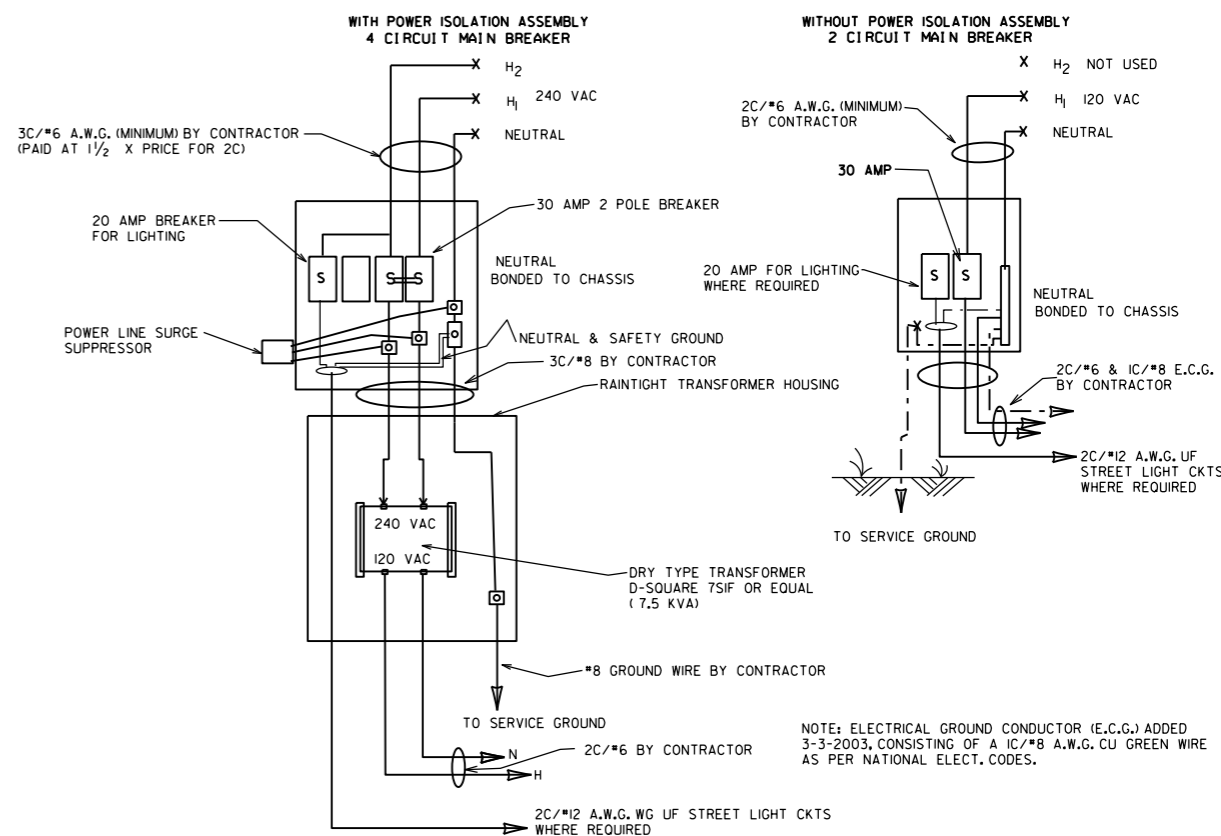 WITH POWER ISOLATION ASSEMBLY
4 CIRCUIT MAIN BREAKER
H2
H1 240 VAC
NEUTRAL
3C/#6 A.W.G. (MINIMUM) BY CONTRACTOR
(PAID AT 1 1/2 X PRICE FOR 2C)
20 AMP BREAKER
FOR LIGHTING
30 AMP 2 POLE BREAKER
S
S
S
NEUTRAL
BONDED TO CHASSIS
POWER LINE SURGE
SUPPRESSOR
NEUTRAL & SAFETY GROUND
3C/#8 BY CONTRACTOR
RAINTIGHT TRANSFORMER HOUSING
240 VAC
120 VAC
DRY TYPE TRANSFORMER
D-SQUARE 7S1F OR EQUAL
(7.5 KVA)
#8 GROUND WIRE BY CONTRACTOR
TO SERVICE GROUND
N
2C/#6 BY CONTRACTOR
H
2C/#12 A.W.G. WG UF STREET LIGHT CKTS
WHERE REQUIRED
WITHOUT POWER ISOLATION ASSEMBLY
2 CIRCUIT MAIN BREAKER
H2 NOT USED
H1 120 VAC
NEUTRAL
2C/#6 A.W.G. (MINIMUM)
BY CONTRACTOR
30 AMP
S
S
20 AMP FOR LIGHTING
WHERE REQUIRED
NEUTRAL
BONDED TO CHASSIS
2C/#6 & 1C/#8 E.C.G.
BY CONTRACTOR
2C/#12 A.W.G. UF
STREET LIGHT CKTS
WHERE REQUIRED
TO SERVICE GROUND
NOTE: ELECTRICAL GROUND CONDUCTOR (E.C.G.) ADDED
3-3-2003, CONSISTING OF A 1C/#8 A.W.G. CU GREEN WIRE
AS PER NATIONAL ELECT. CODES.